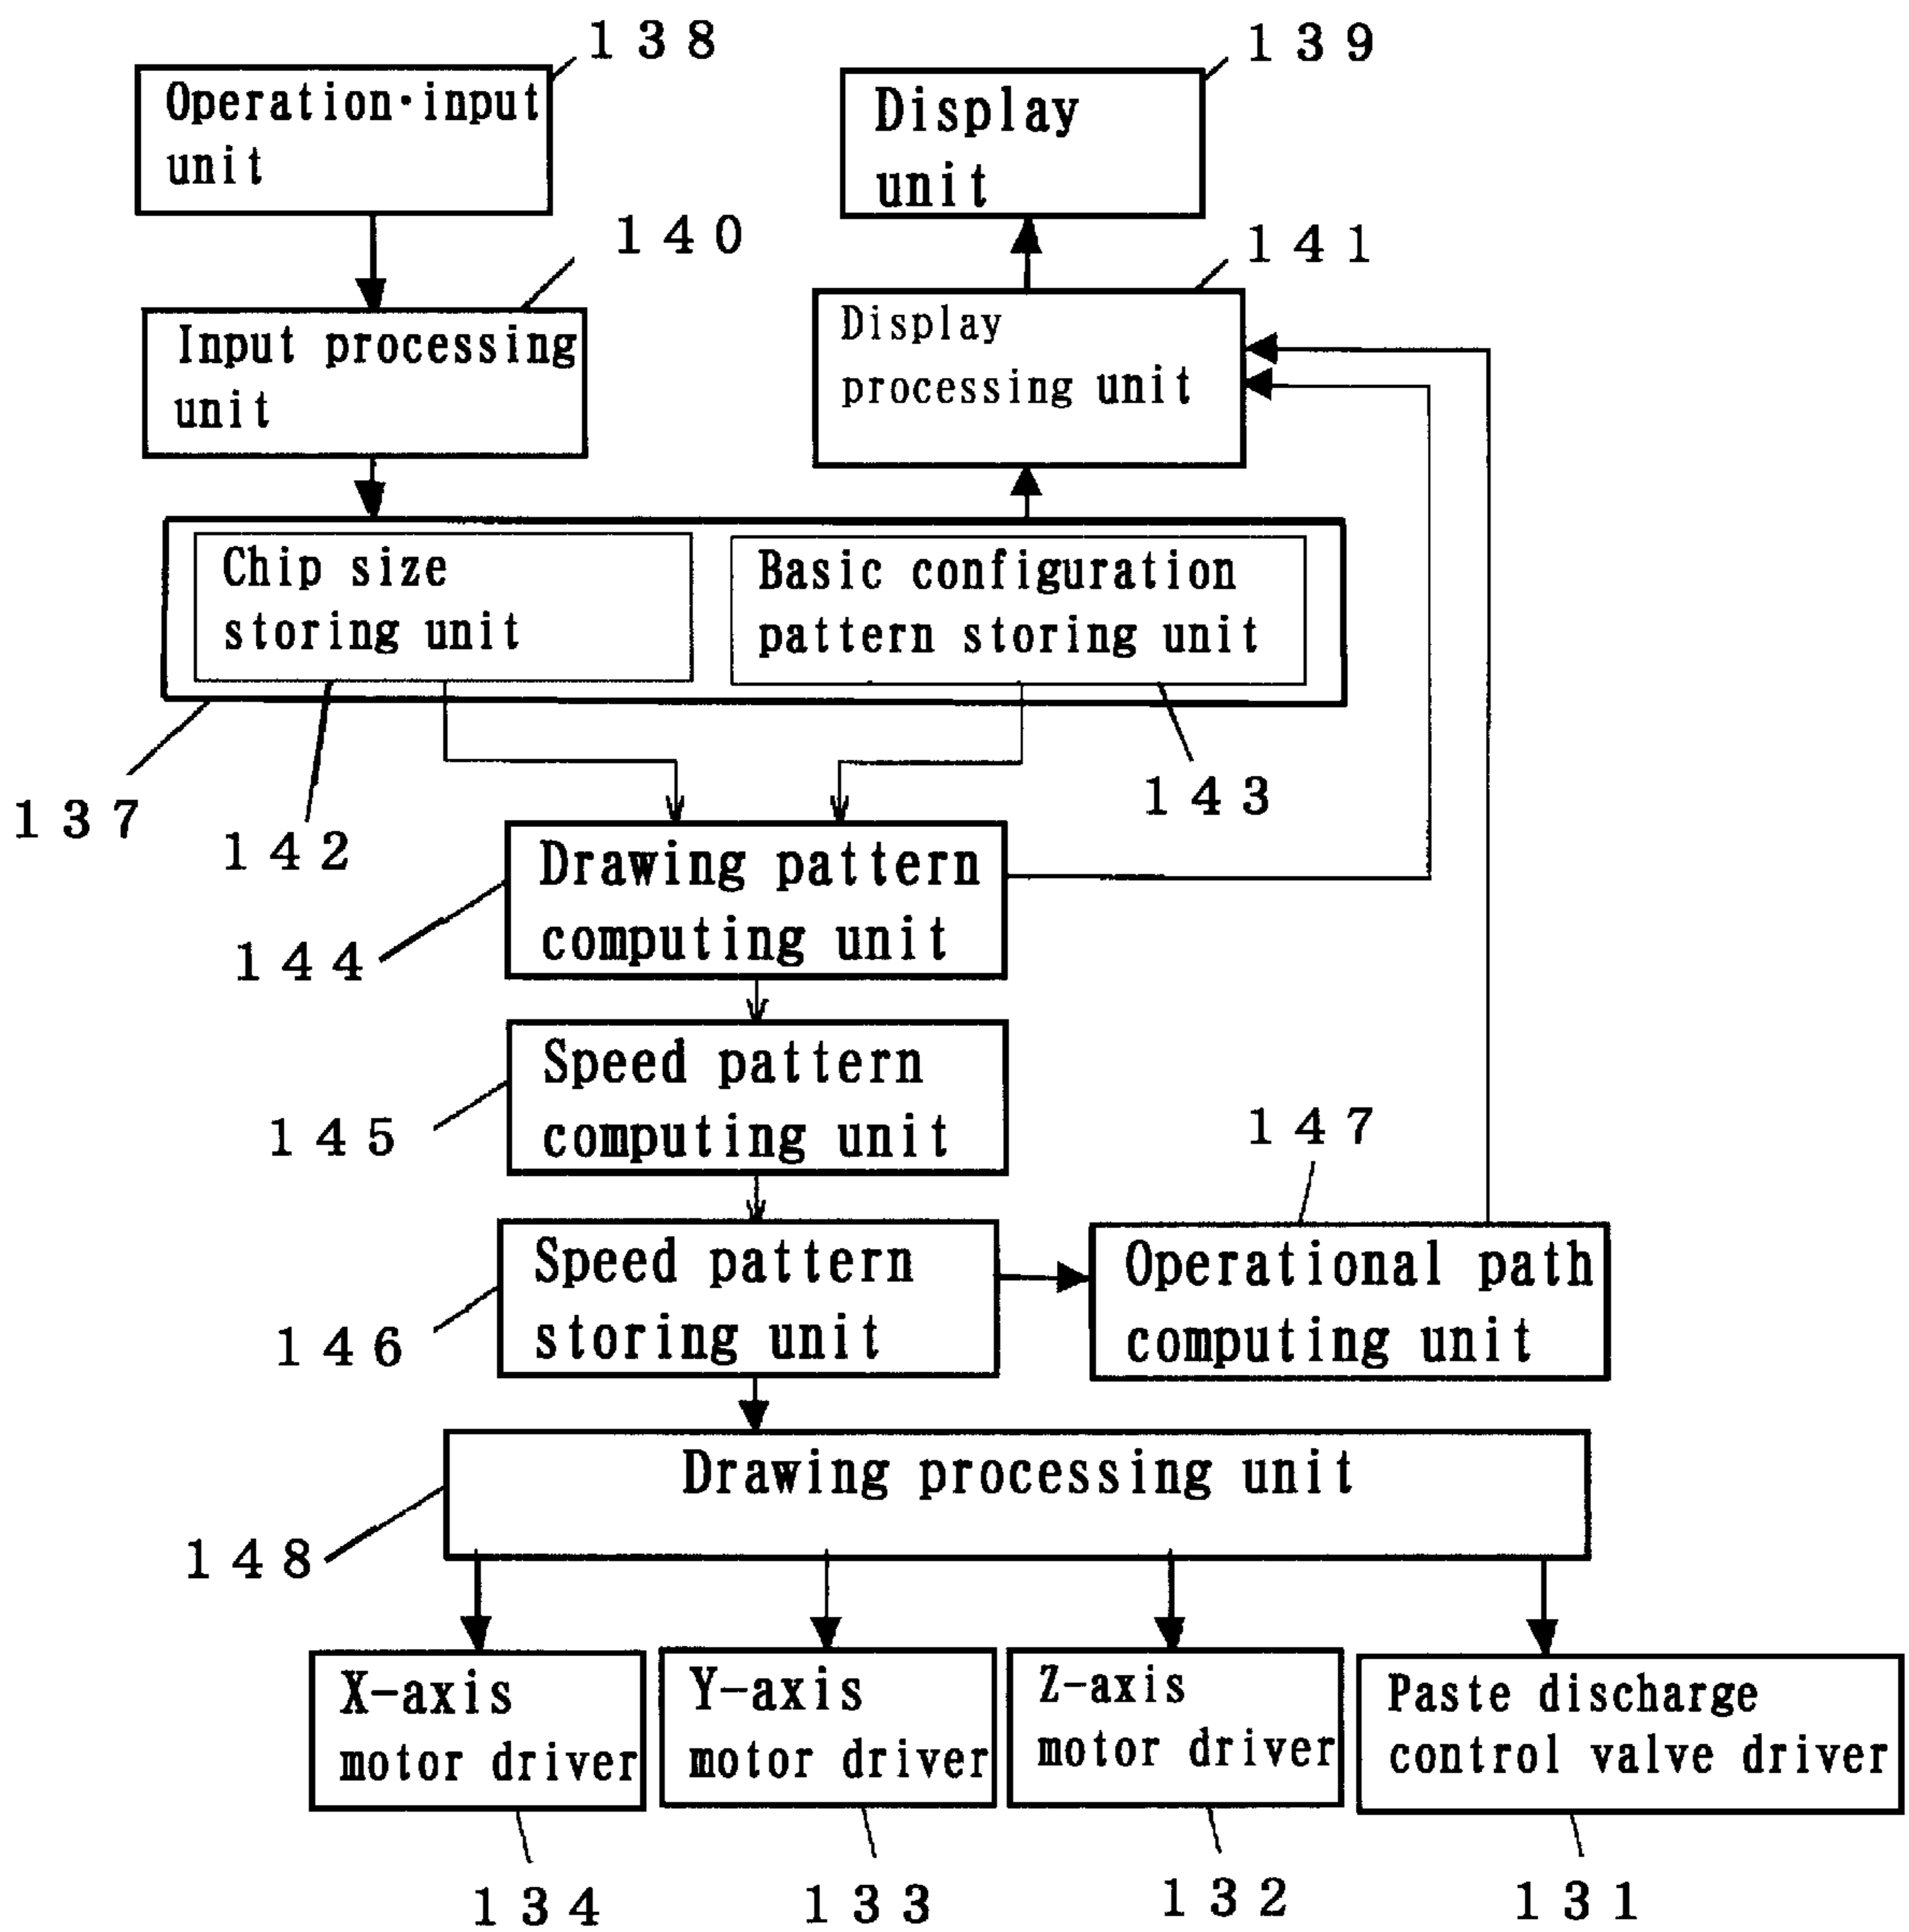 138
139
Operation·input
unit
Display
unit
140
141
Input processing
unit
Display
processing unit
Chip size
storing unit
Basic configuration
pattern storing unit
137
142
143
Drawing pattern
computing unit
144
Speed pattern
computing unit
145
147
Speed pattern
storing unit
Operational path
computing unit
146
Drawing processing unit
148
X-axis
motor driver
Y-axis
motor driver
Z-axis
motor driver
Paste discharge
control valve driver
134
133
132
131